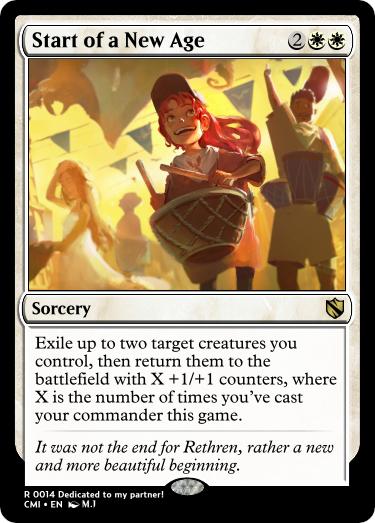 Start of a New Age 2
Sorcery
Exile up to two target creatures you
control, then return them to the
battlefield with X +1/+1 counters, where
X is the number of times you've cast
your commander this game.
It was not the end for Rethren, rather a new
and more beautiful beginning.
R 0014 Dedicated to my partner!
CMI • EN M.J